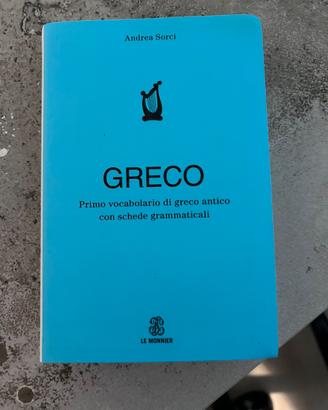 Andrea Sorci
GRECO
Primo vocabolario di greco antico
con schede grammaticali
LE MONNIER